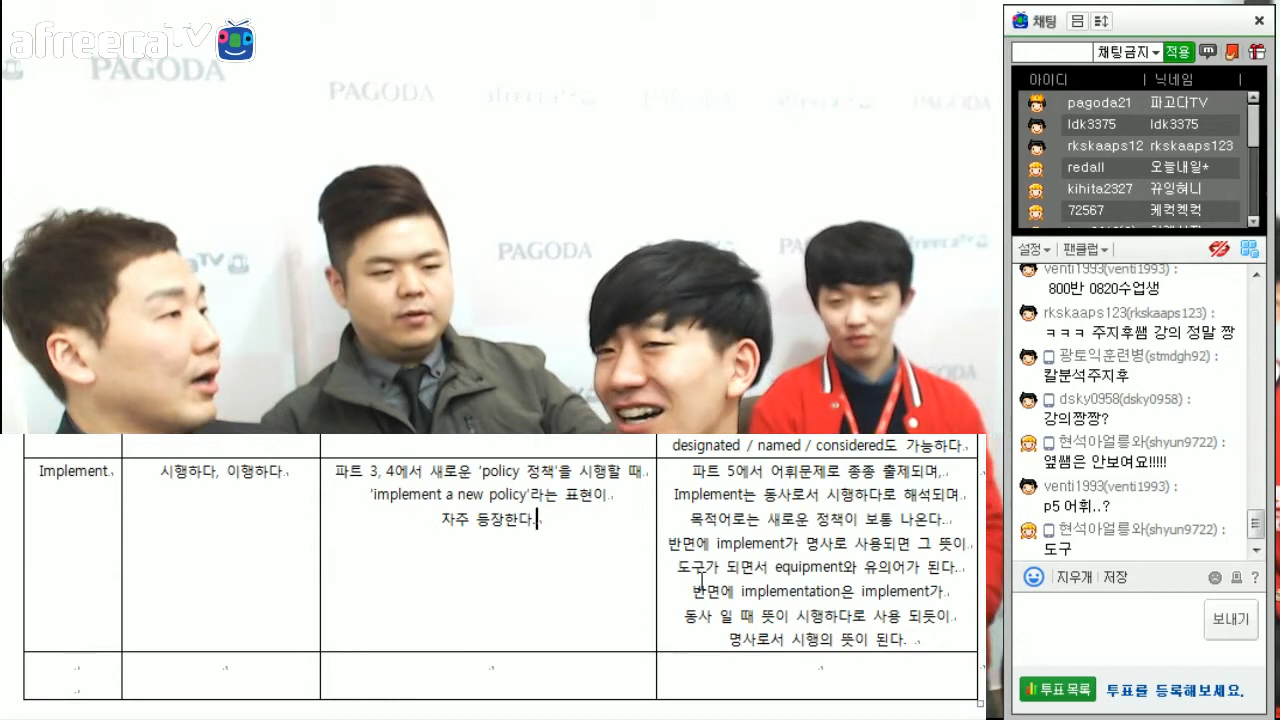 afreecaTV
PAGODA
PAGODA
afreecaTV
PAGODA
afreecaTV
PAGODA
TV
PAGODA
PAG
afreecaTV
PAGODA
designated / named / considered도 가능하다.
Implement
시행하다, 이행하다.
파트 3, 4에서 새로운 ‘policy 정책’을 시행할 때
‘implement a new policy’라는 표현이
자주 등장한다.
파트 5에서 어휘문제로 종종 출제되며,
Implement는 동사로서 시행하다로 해석되며
목적어로는 새로운 정책이 보통 나온다.
반면에 implement가 명사로 사용되면 그 뜻이
도구가 되면서 equipment와 유의어가 된다.
반면에 implementation은 implement가
동사 일 때 뜻이 시행하다로 사용 되듯이
명사로서 시행의 뜻이 된다.
채팅
채팅금지 적용
아이디 | 닉네임 |
pagoda21 파고다TV
ldk3375 ldk3375
rkskaaps12 rkskaaps123
redall 오늘내일*
kihita2327 뀨잉혀니
72567 케컥켁컥
설정 팬클럽
venti1993(venti1993) :
800반 0820수업생
rkskaaps123(rkskaaps123) :
ㅋㅋㅋ 주지후쌤 강의 정말 짱
광토익훈련병(stmdgh92) :
칼분석주지후
dsky0958(dsky0958) :
강의짱짱?
현석아얼릉와(shyun9722) :
옆쌤은 안보여요!!!!!
venti1993(venti1993) :
p5 어휘..?
현석아얼릉와(shyun9722) :
도구
지우개 저장
?
보내기
투표 목록 투표를 등록해보세요.